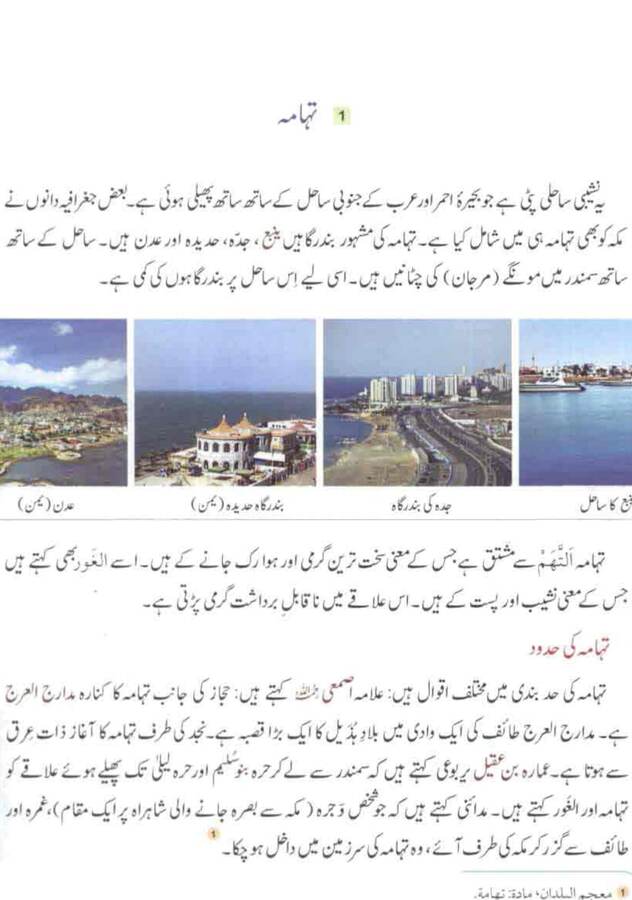 1 تہامہ
یہ نشیبی ساحلی پٹی ہے جو بحیرۂ احمر اور عرب کے جنوبی ساحل کے ساتھ ساتھ پھیلی ہوئی ہے۔ بعض جغرافیہ دانوں نے
مکہ کو بھی تہامہ ہی میں شامل کیا ہے۔ تہامہ کی مشہور بندرگاہیں ینبع، جدّہ، حدیدہ اور عدن ہیں۔ ساحل کے ساتھ
ساتھ سمندر میں مونگے (مرجان) کی چٹانیں ہیں۔ اسی لیے اِس ساحل پر بندرگاہوں کی کمی ہے۔
ینبع کا ساحل
جدہ کی بندرگاہ
بندرگاہ حدیدہ (یمن)
عدن (یمن)
تہامہ اَلتَّهَمْ سے مشتق ہے جس کے معنی سخت ترین گرمی اور ہوا رک جانے کے ہیں۔ اسے الغَور بھی کہتے ہیں
جس کے معنی نشیب اور پست کے ہیں۔ اس علاقے میں ناقابلِ برداشت گرمی پڑتی ہے۔
تہامہ کی حدود
تہامہ کی حد بندی میں مختلف اقوال ہیں: علامہ اصمعی رحمہ اللہ کہتے ہیں: حجاز کی جانب تہامہ کا کنارہ مدارج العرج
ہے۔ مدارج العرج طائف کی ایک وادی میں بلادِ ہُذَیل کا ایک بڑا قصبہ ہے۔ نجد کی طرف تہامہ کا آغاز ذات عِرق
سے ہوتا ہے۔ عمارہ بن عقیل یربوعی کہتے ہیں کہ سمندر سے لے کر حرہ بنو سُلیم اور حرہ لیلیٰ تک پھیلے ہوئے علاقے کو
تہامہ اور الغَور کہتے ہیں۔ مدائنی کہتے ہیں کہ جو شخص وَجرہ (مکہ سے بصرہ جانے والی شاہراہ پر ایک مقام)، غمرہ اور
طائف سے گزر کر مکہ کی طرف آئے، وہ تہامہ کی سرزمین میں داخل ہو چکا۔ 1
1 معجم البلدان، مادة: تهامة.